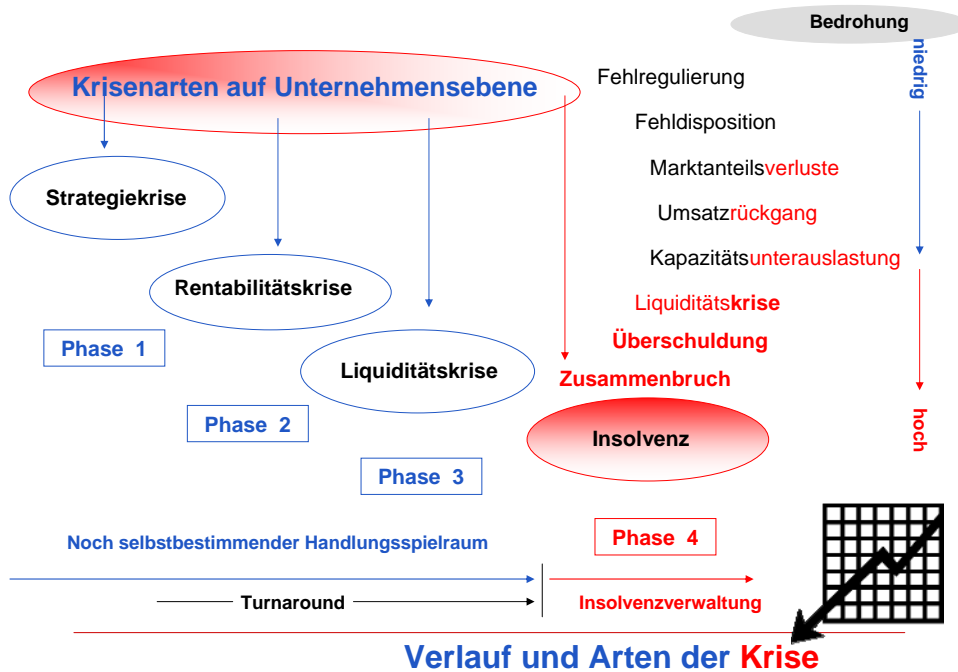 Bedrohung
niedrig
Krisenarten auf Unternehmensebene
Fehlregulierung
Fehldisposition
Marktanteilsverluste
Strategiekrise
Umsatzrückgang
Kapazitätsunterauslastung
Rentabilitätskrise
Liquiditätskrise
Überschuldung
Phase 1
Liquiditätskrise
Zusammenbruch
Phase 2
Insolvenz
hoch
Phase 3
Noch selbstbestimmender Handlungsspielraum
Phase 4
Turnaround
Insolvenzverwaltung
Verlauf und Arten der Krise